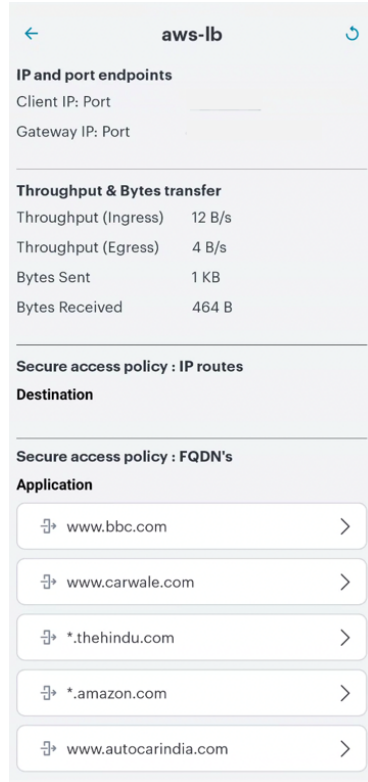 aws-lb
IP and port endpoints
Client IP: Port
Gateway IP: Port
Throughput & Bytes transfer
Throughput (Ingress) 12 B/s
Throughput (Egress) 4 B/s
Bytes Sent 1 KB
Bytes Received 464 B
Secure access policy : IP routes
Destination
Secure access policy : FQDN's
Application
www.bbc.com
www.carwale.com
*.thehindu.com
*.amazon.com
www.autocarindia.com